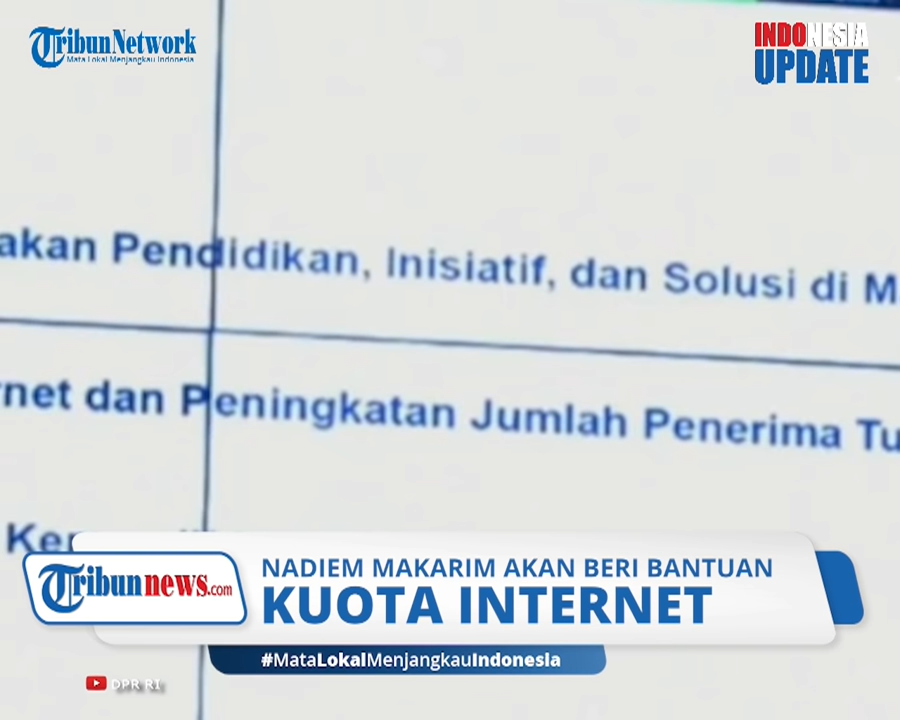 TribunNetwork
Mata Lokal Menjangkau Indonesia
INDONESIA
UPDATE
akan Pendidikan, Inisiatif, dan Solusi di M
net dan Peningkatan Jumlah Penerima Tu
NADIEM MAKARIM AKAN BERI BANTUAN
Tribunnews.com
KUOTA INTERNET
#MataLokalMenjangkauIndonesia
DPR RI